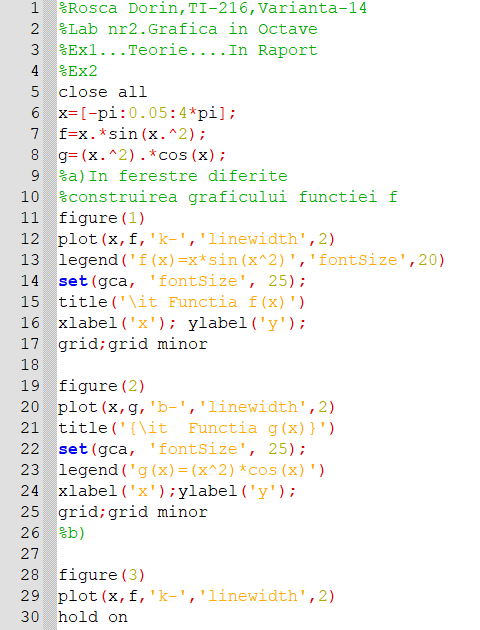 1 %Rosca Dorin,TI-216,Varianta-14
2 %Lab nr2.Grafica in Octave
3 %Ex1...Teorie....In Raport
4 %Ex2
5 close all
6 x=[-pi:0.05:4*pi];
7 f=x.*sin(x.^2);
8 g=(x.^2).*cos(x);
9 %a)In ferestre diferite
10 %construirea graficului functiei f
11 figure(1)
12 plot(x,f,'k-','linewidth',2)
13 legend('f(x)=x*sin(x^2)','fontSize',20)
14 set(gca, 'fontSize', 25);
15 title('\it Functia f(x)')
16 xlabel('x'); ylabel('y');
17 grid;grid minor
18
19 figure(2)
20 plot(x,g,'b-','linewidth',2)
21 title('{\it  Functia g(x)}')
22 set(gca, 'fontSize', 25);
23 legend('g(x)=(x^2)*cos(x)')
24 xlabel('x');ylabel('y');
25 grid;grid minor
26 %b)
27
28 figure(3)
29 plot(x,f,'k-','linewidth',2)
30 hold on